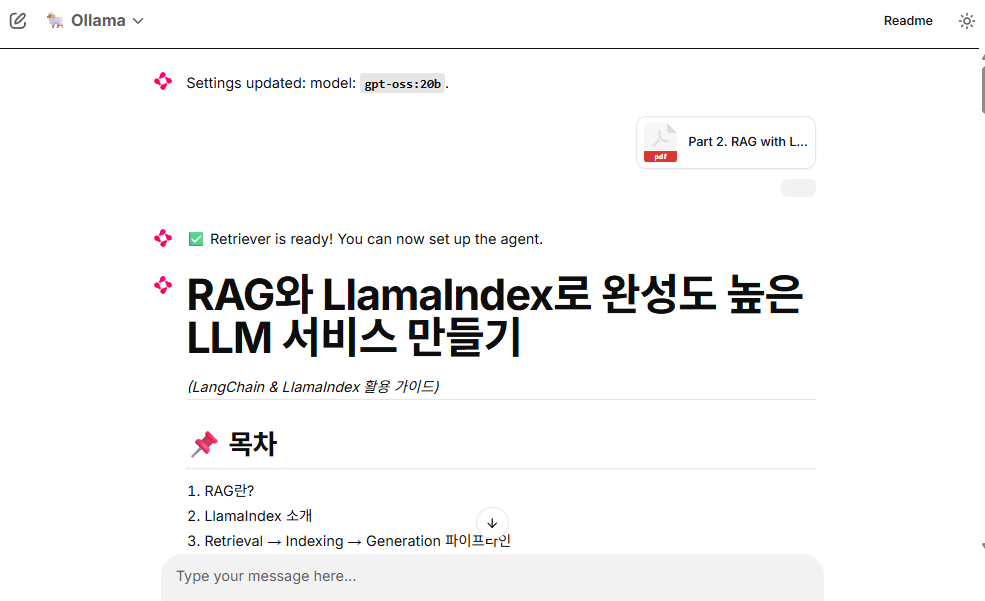 Ollama
Readme
Settings updated: model: gpt-oss:20b.
pdf
Part 2. RAG with L...
Retriever is ready! You can now set up the agent.
RAG와 LlamaIndex로 완성도 높은
LLM 서비스 만들기
(LangChain & LlamaIndex 활용 가이드)
📌 목차
1. RAG란?
2. LlamaIndex 소개
3. Retrieval → Indexing → Generation 파이프라인
Type your message here...